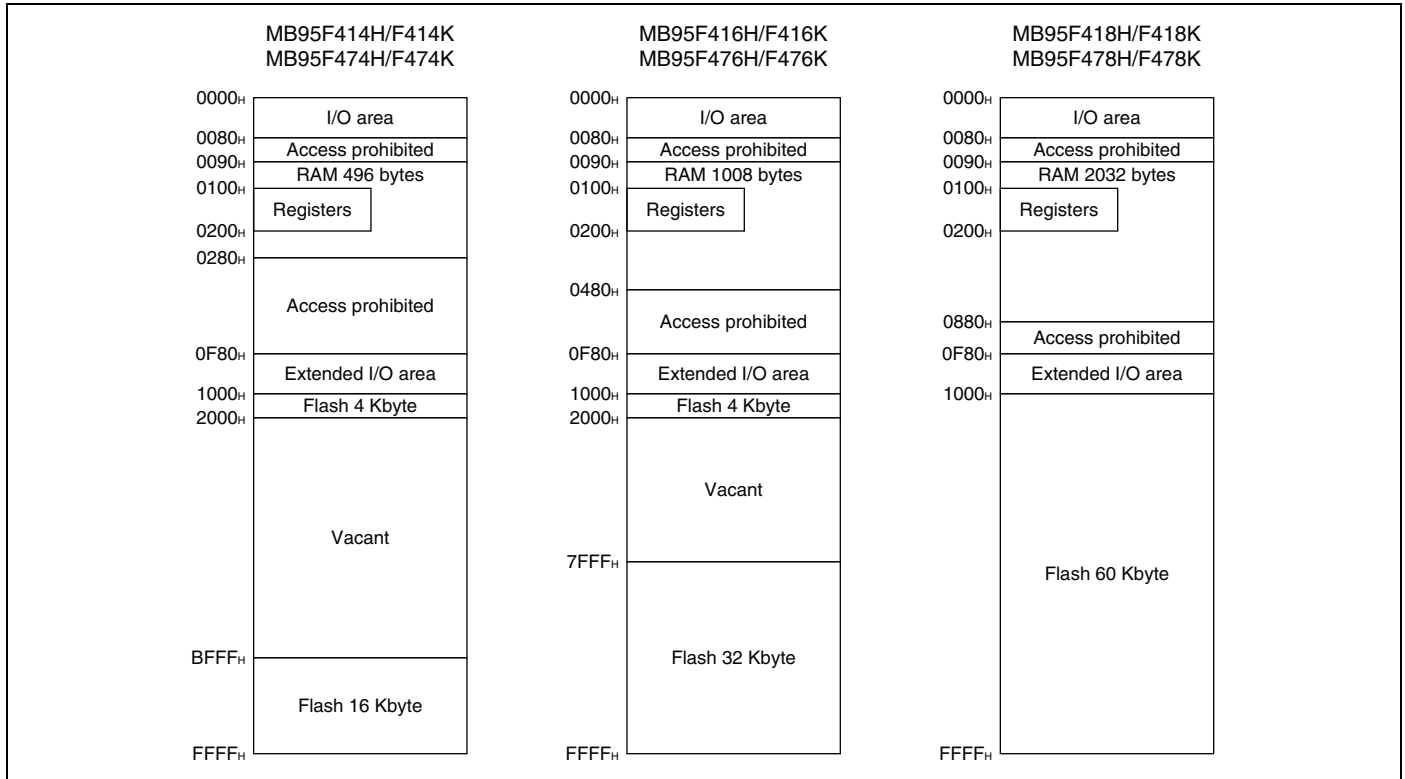 MB95F414H/F414K
MB95F474H/F474K
0000H
I/O area
0080H
Access prohibited
0090H
RAM 496 bytes
0100H
Registers
0200H
0280H
Access prohibited
0F80H
Extended I/O area
1000H
Flash 4 Kbyte
2000H
Vacant
BFFFH
Flash 16 Kbyte
FFFFH
MB95F416H/F416K
MB95F476H/F476K
0000H
I/O area
0080H
Access prohibited
0090H
RAM 1008 bytes
0100H
Registers
0200H
0480H
Access prohibited
0F80H
Extended I/O area
1000H
Flash 4 Kbyte
2000H
Vacant
7FFFH
Flash 32 Kbyte
FFFFH
MB95F418H/F418K
MB95F478H/F478K
0000H
I/O area
0080H
Access prohibited
0090H
RAM 2032 bytes
0100H
Registers
0200H
0880H
Access prohibited
0F80H
Extended I/O area
1000H
Flash 60 Kbyte
FFFFH